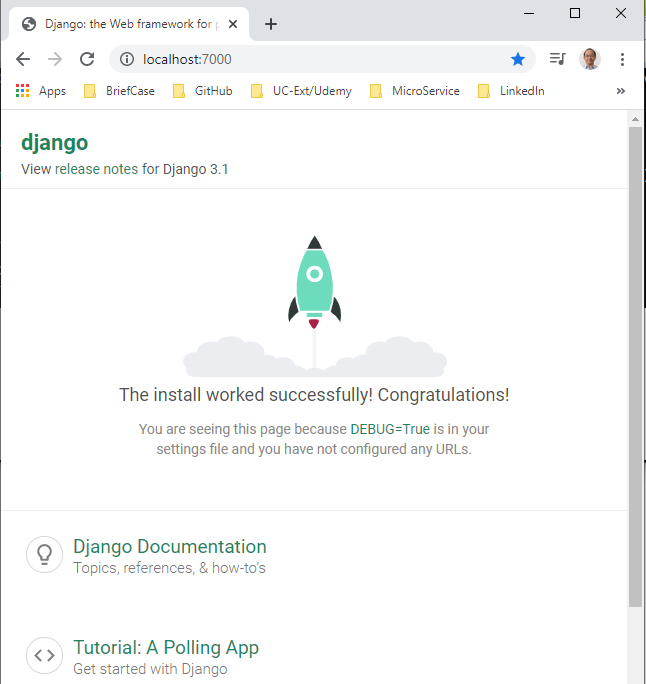 Django: the Web framework for p
localhost:7000
Apps BriefCase GitHub UC-Ext/Udemy MicroService LinkedIn »
django
View release notes for Django 3.1
The install worked successfully! Congratulations!
You are seeing this page because DEBUG=True is in your
settings file and you have not configured any URLs.
Django Documentation
Topics, references, & how-to's
Tutorial: A Polling App
Get started with Django